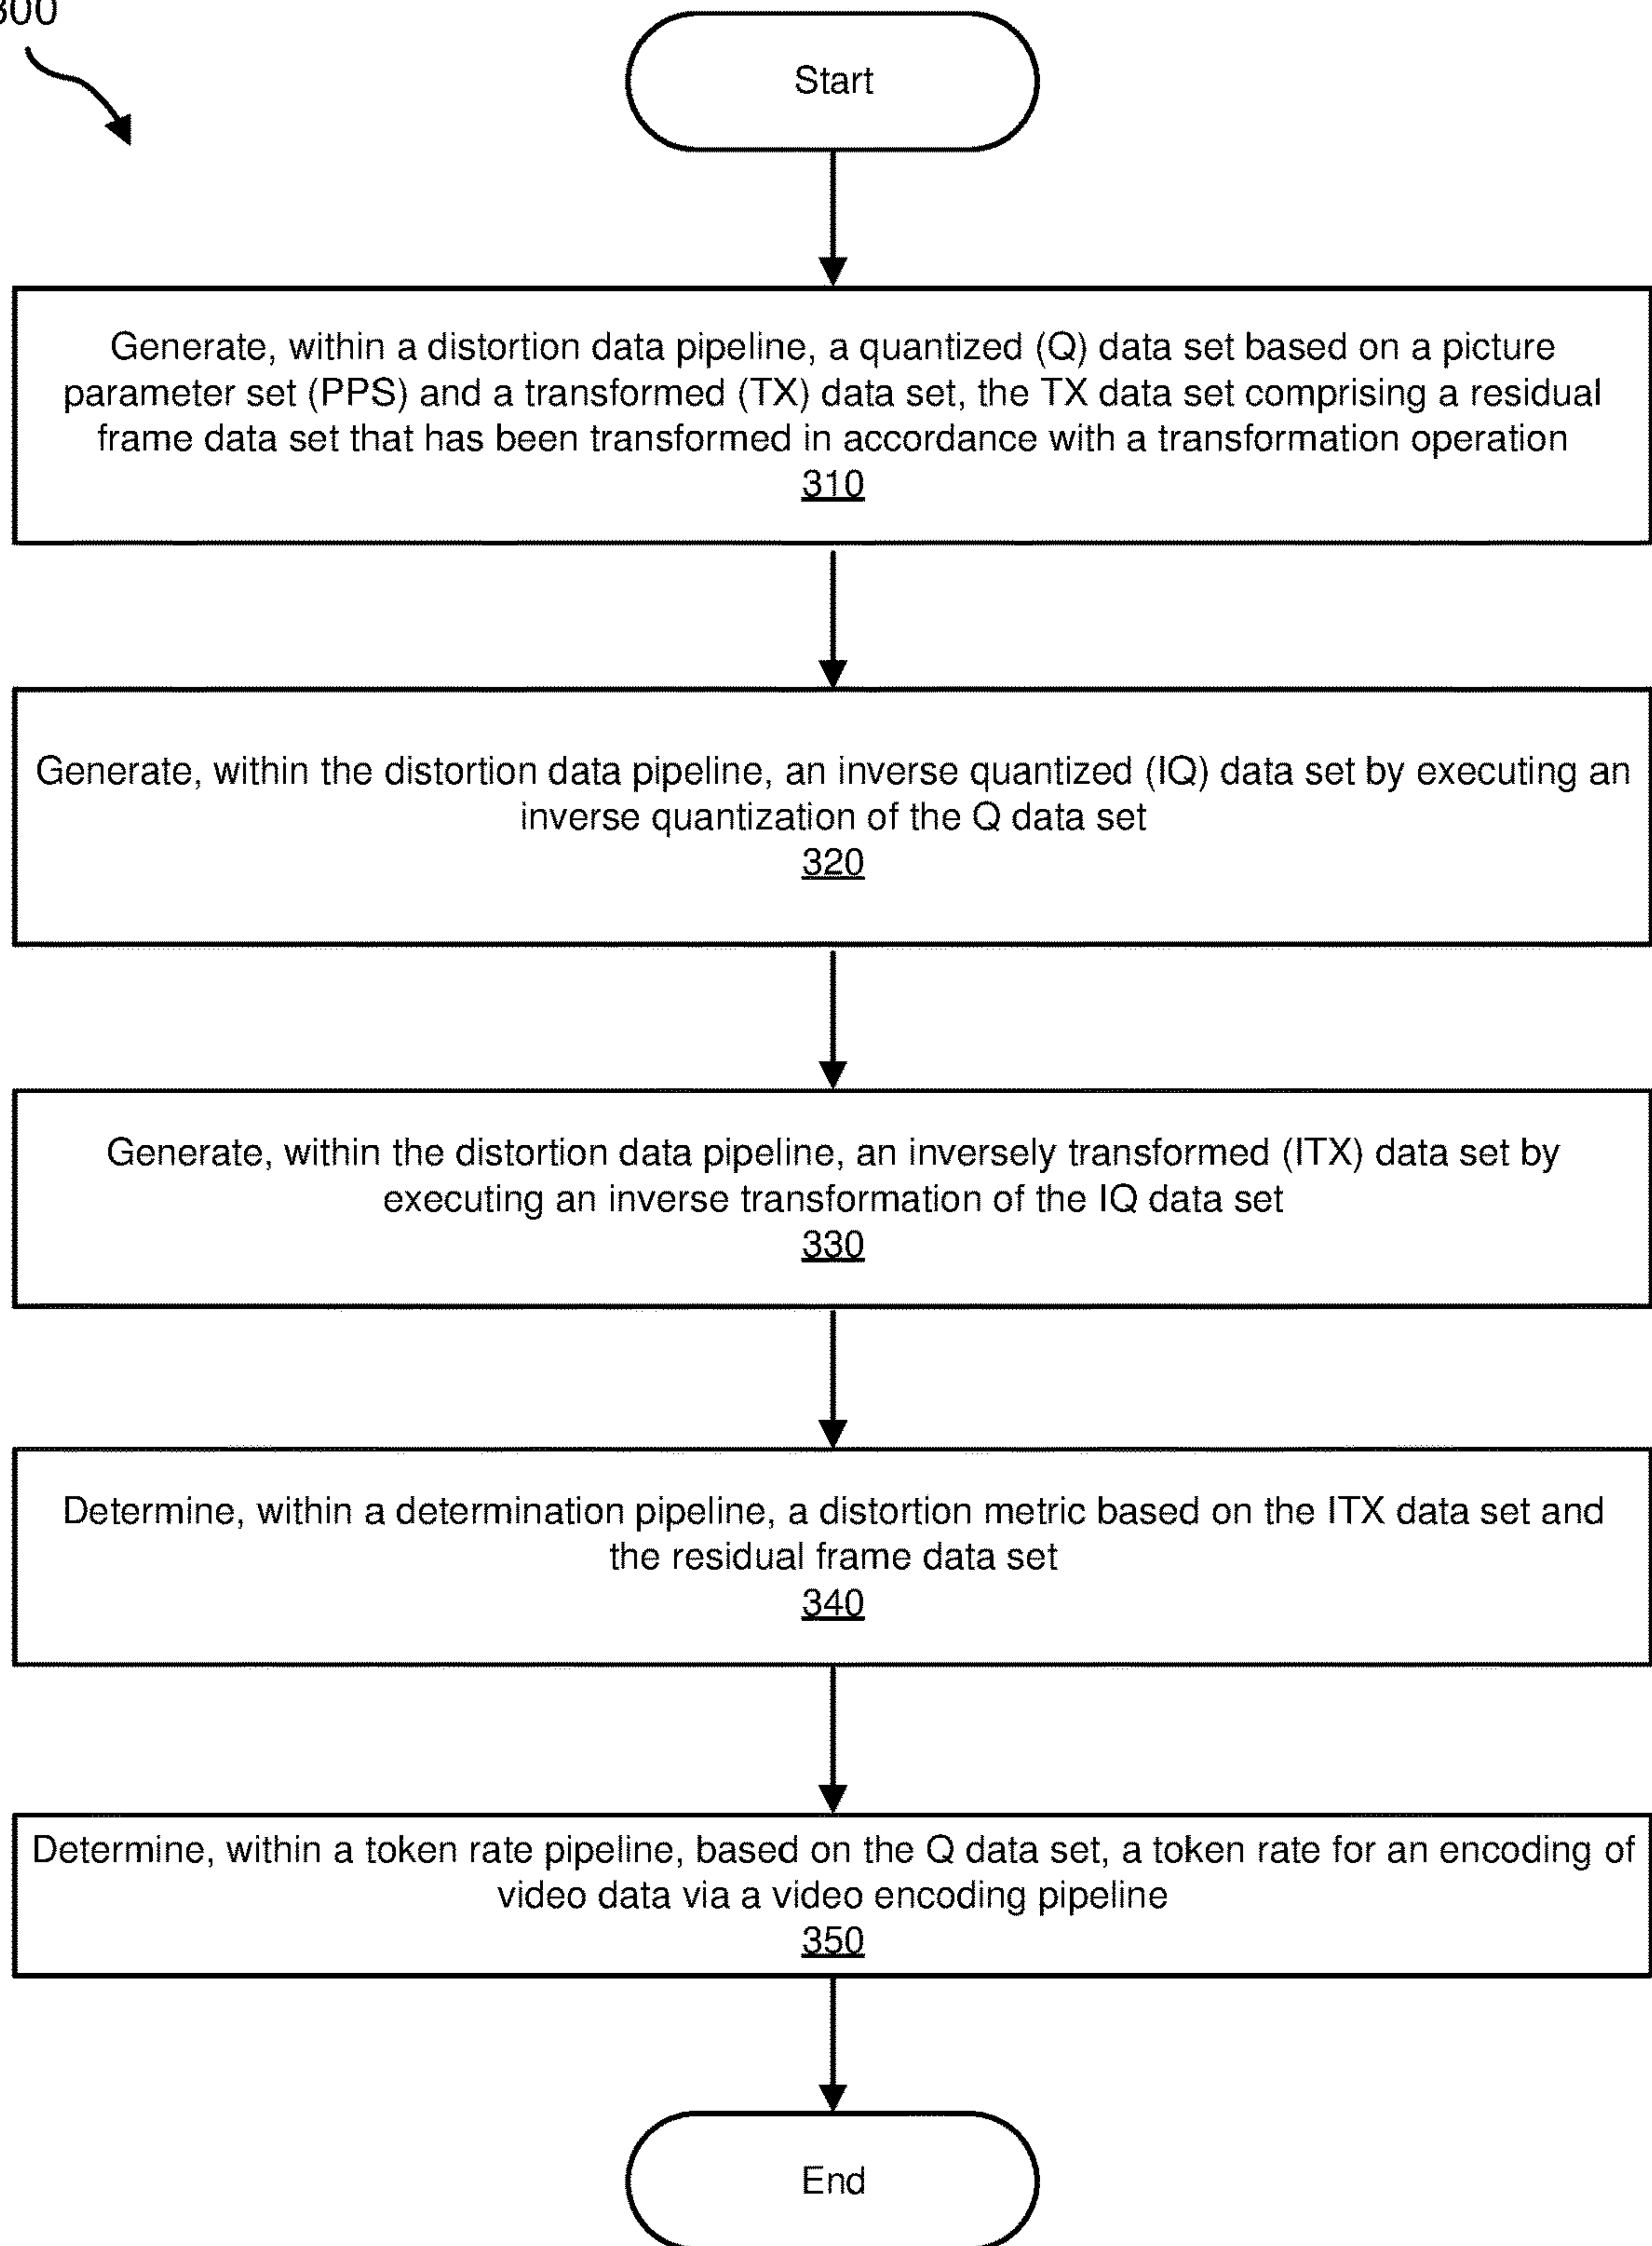 300
Start
Generate, within a distortion data pipeline, a quantized (Q) data set based on a picture
parameter set (PPS) and a transformed (TX) data set, the TX data set comprising a residual
frame data set that has been transformed in accordance with a transformation operation
310
Generate, within the distortion data pipeline, an inverse quantized (IQ) data set by executing an
inverse quantization of the Q data set
320
Generate, within the distortion data pipeline, an inversely transformed (ITX) data set by
executing an inverse transformation of the IQ data set
330
Determine, within a determination pipeline, a distortion metric based on the ITX data set and
the residual frame data set
340
Determine, within a token rate pipeline, based on the Q data set, a token rate for an encoding of
video data via a video encoding pipeline
350
End